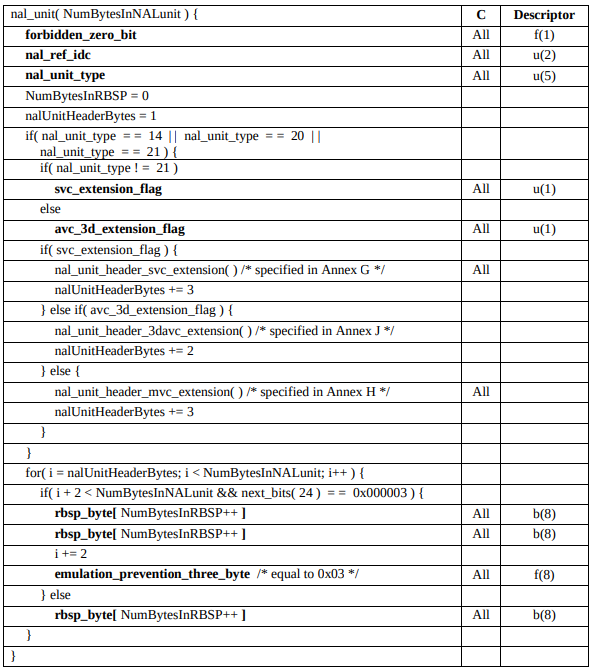 nal_unit( NumBytesInNALunit ) { C Descriptor
forbidden_zero_bit All f(1)
nal_ref_idc All u(2)
nal_unit_type All u(5)
NumBytesInRBSP = 0
nalUnitHeaderBytes = 1
if( nal_unit_type = = 14 | | nal_unit_type = = 20 | |
nal_unit_type = = 21 ) {
if( nal_unit_type ! = 21 )
svc_extension_flag All u(1)
else
avc_3d_extension_flag All u(1)
if( svc_extension_flag ) {
nal_unit_header_svc_extension( ) /* specified in Annex G */ All
nalUnitHeaderBytes += 3
} else if( avc_3d_extension_flag ) {
nal_unit_header_3davc_extension( ) /* specified in Annex J */
nalUnitHeaderBytes += 2
} else {
nal_unit_header_mvc_extension( ) /* specified in Annex H */ All
nalUnitHeaderBytes += 3
}
}
for( i = nalUnitHeaderBytes; i < NumBytesInNALunit; i++ ) {
if( i + 2 < NumBytesInNALunit && next_bits( 24 ) = = 0x000003 ) {
rbsp_byte[ NumBytesInRBSP++ ] All b(8)
rbsp_byte[ NumBytesInRBSP++ ] All b(8)
i += 2
emulation_prevention_three_byte /* equal to 0x03 */ All f(8)
} else
rbsp_byte[ NumBytesInRBSP++ ] All b(8)
}
}